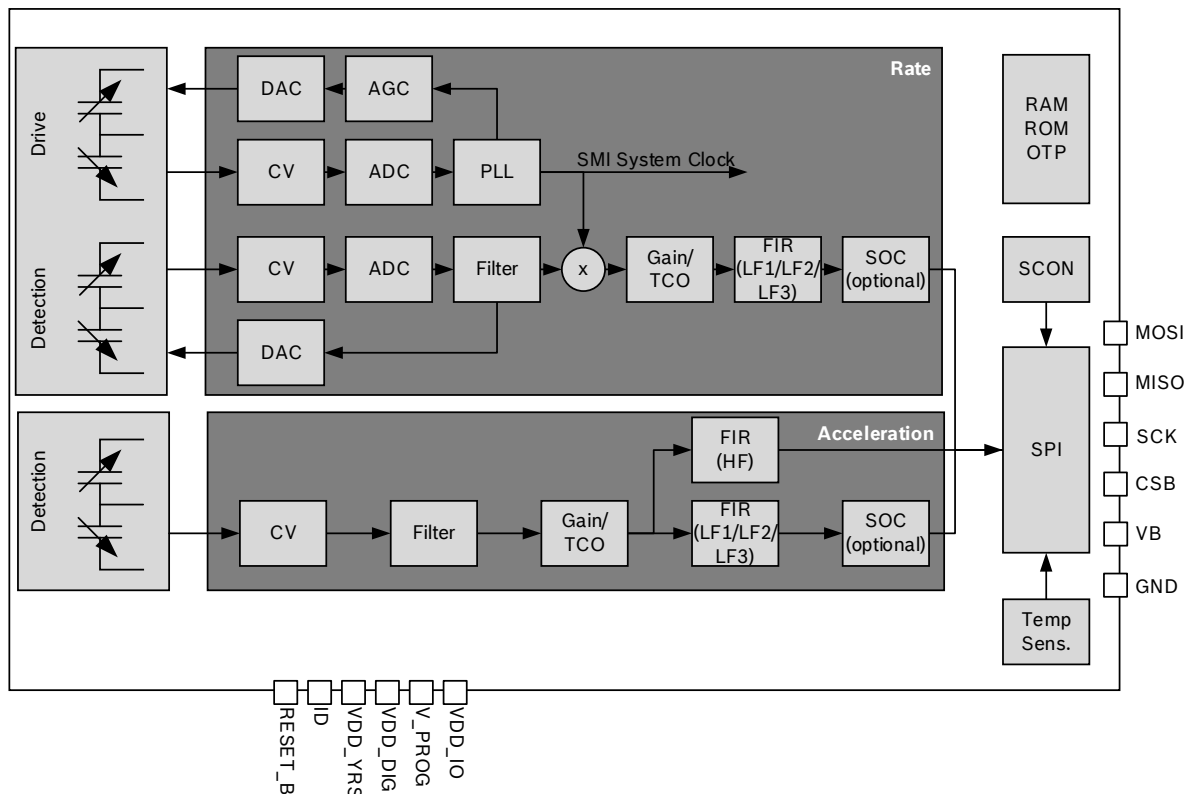 Rate
Drive
DAC
AGC
CV
ADC
PLL
SMI System Clock
Detection
CV
ADC
Filter
x
Gain/
TCO
FIR
(LF1/LF2/
LF3)
SOC
(optional)
DAC
RAM
ROM
OTP
SCON
SPI
Temp
Sens.
MOSI
MISO
SCK
CSB
VB
GND
Acceleration
Detection
CV
Filter
Gain/
TCO
FIR
(HF)
FIR
(LF1/LF2/
LF3)
SOC
(optional)
RESET_B
ID
VDD_YRS
VDD_DIG
V_PROG
VDD_IO